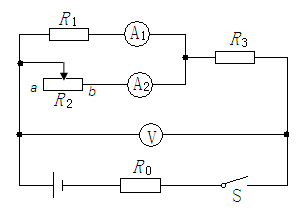 R₁ A₁ R₃
a R₂ b A₂
V
R₀ S